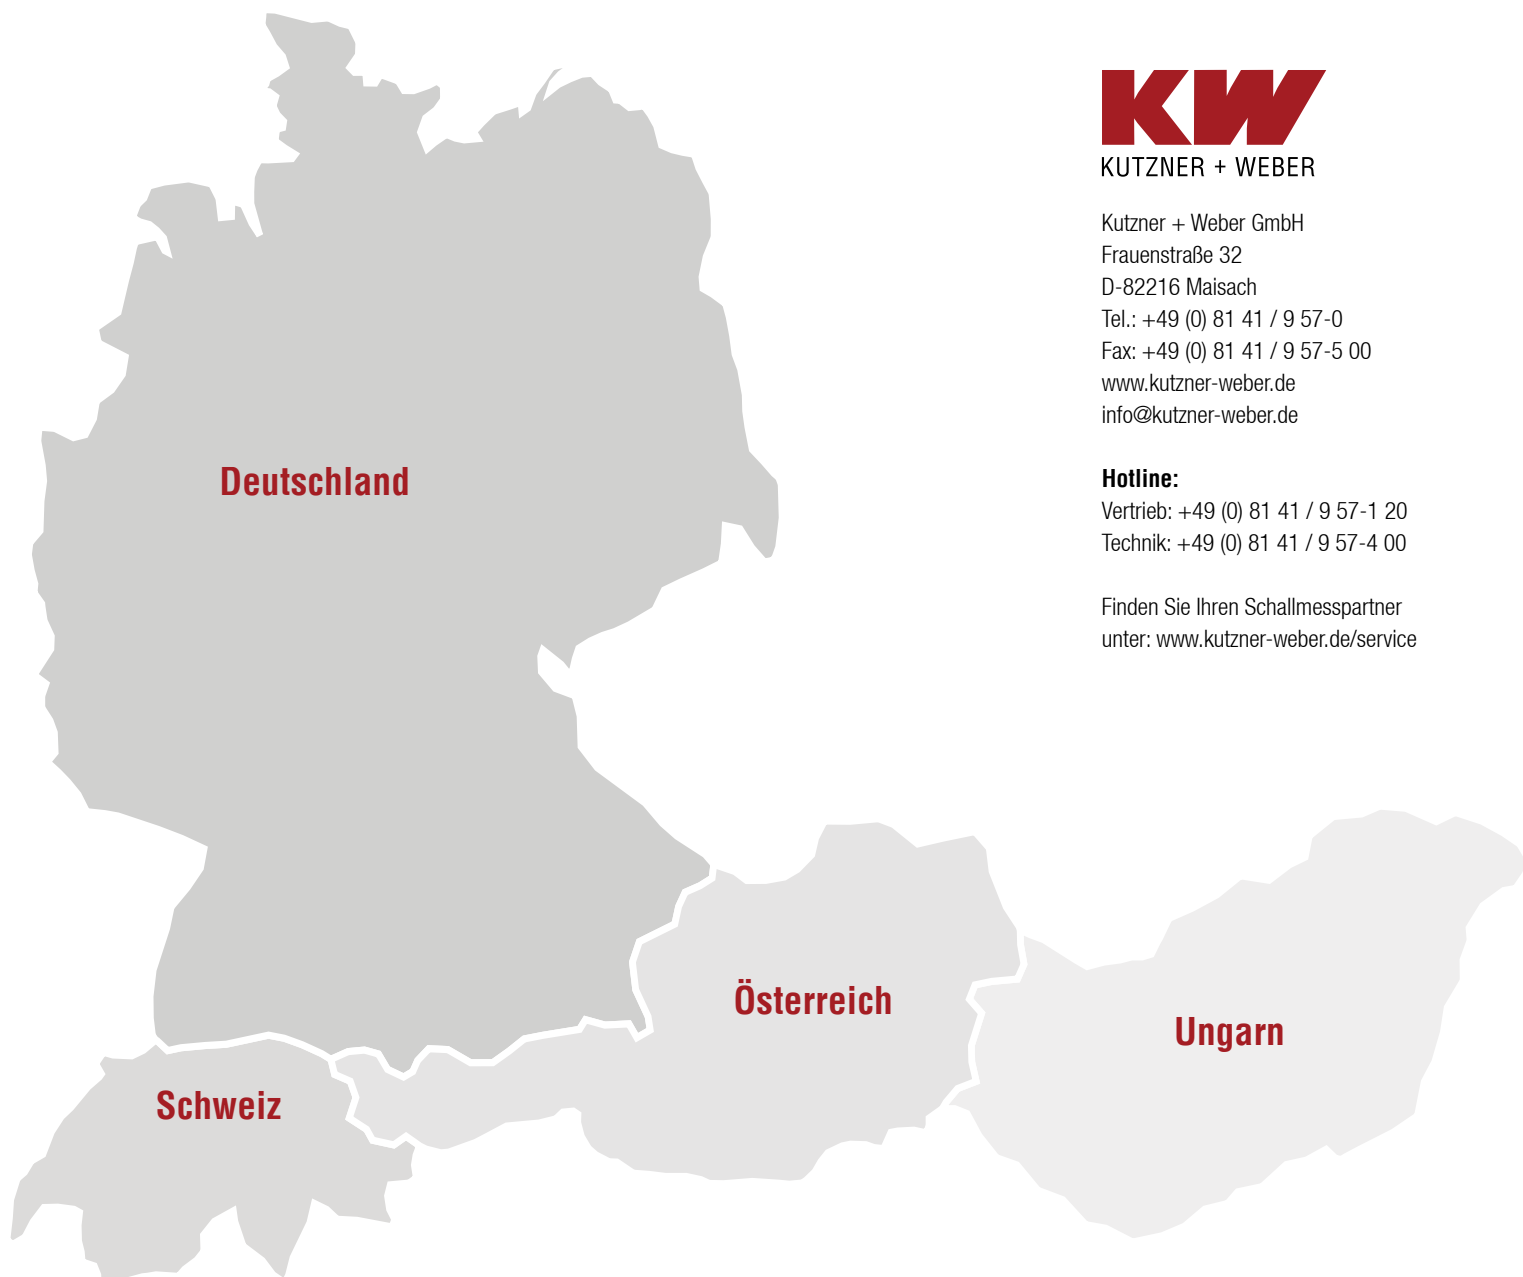 KW
KUTZNER + WEBER
Kutzner + Weber GmbH
Frauenstraße 32
D-82216 Maisach
Tel.: +49 (0) 81 41 / 9 57-0
Fax: +49 (0) 81 41 / 9 57-5 00
www.kutzner-weber.de
info@kutzner-weber.de
Hotline:
Vertrieb: +49 (0) 81 41 / 9 57-1 20
Technik: +49 (0) 81 41 / 9 57-4 00
Finden Sie Ihren Schallmesspartner
unter: www.kutzner-weber.de/service
Deutschland
Österreich
Ungarn
Schweiz